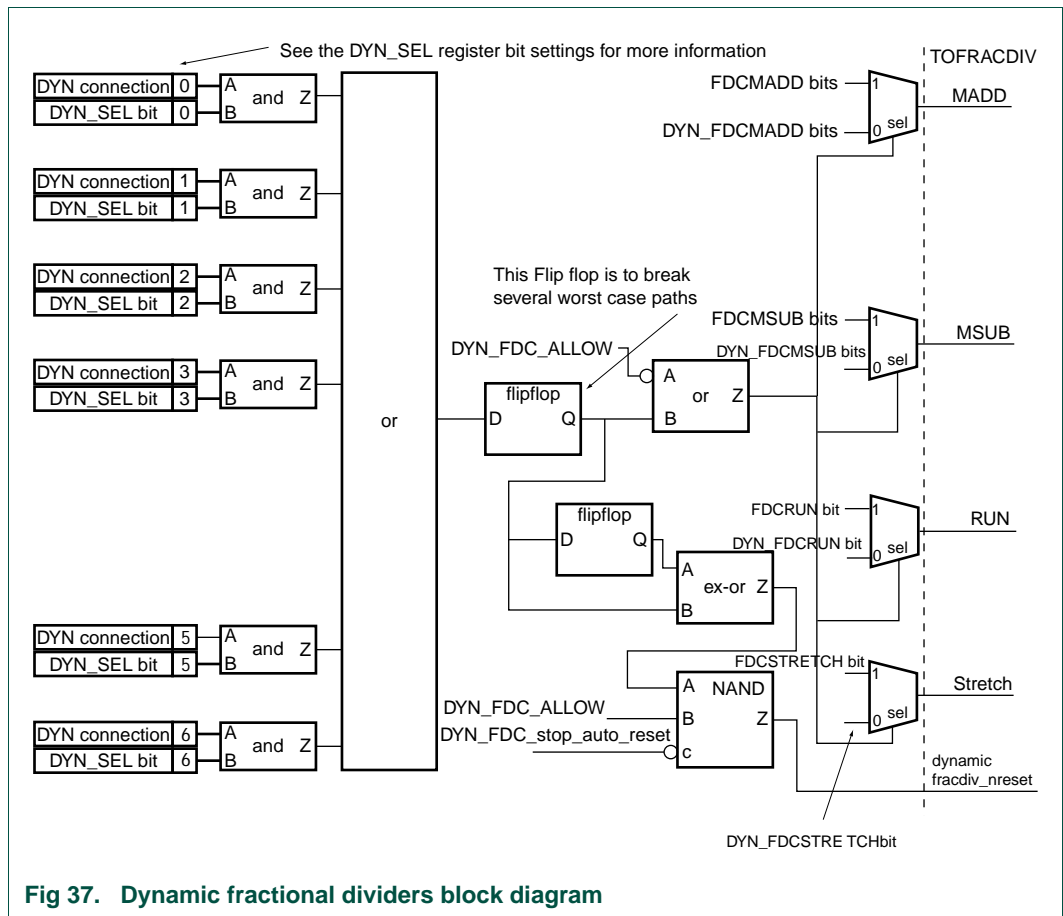 See the DYN_SEL register bit settings for more information
TOFRACDIV
DYN connection 0 A
DYN_SEL bit 0 B
and Z
DYN connection 1 A
DYN_SEL bit 1 B
and Z
DYN connection 2 A
DYN_SEL bit 2 B
and Z
DYN connection 3 A
DYN_SEL bit 3 B
and Z
DYN connection 5 A
DYN_SEL bit 5 B
and Z
DYN connection 6 A
DYN_SEL bit 6 B
and Z
or
This Flip flop is to break
several worst case paths
flipflop
D Q
DYN_FDC_ALLOW
A
or Z
B
flipflop
D Q
A
ex-or Z
B
A NAND
DYN_FDC_ALLOW
B Z
DYN_FDC_stop_auto_reset
c
FDCMADD bits 1
MADD
DYN_FDCMADD bits 0 sel
FDCMSUB bits 1
MSUB
DYN_FDCMSUB bits
0 sel
FDCRUN bit 1
RUN
DYN_FDCRUN bit
0 sel
FDCSTRETCH bit
1
Stretch
0 sel
dynamic
fracdiv_nreset
DYN_FDCSTRE TCHbit
Fig 37. Dynamic fractional dividers block diagram